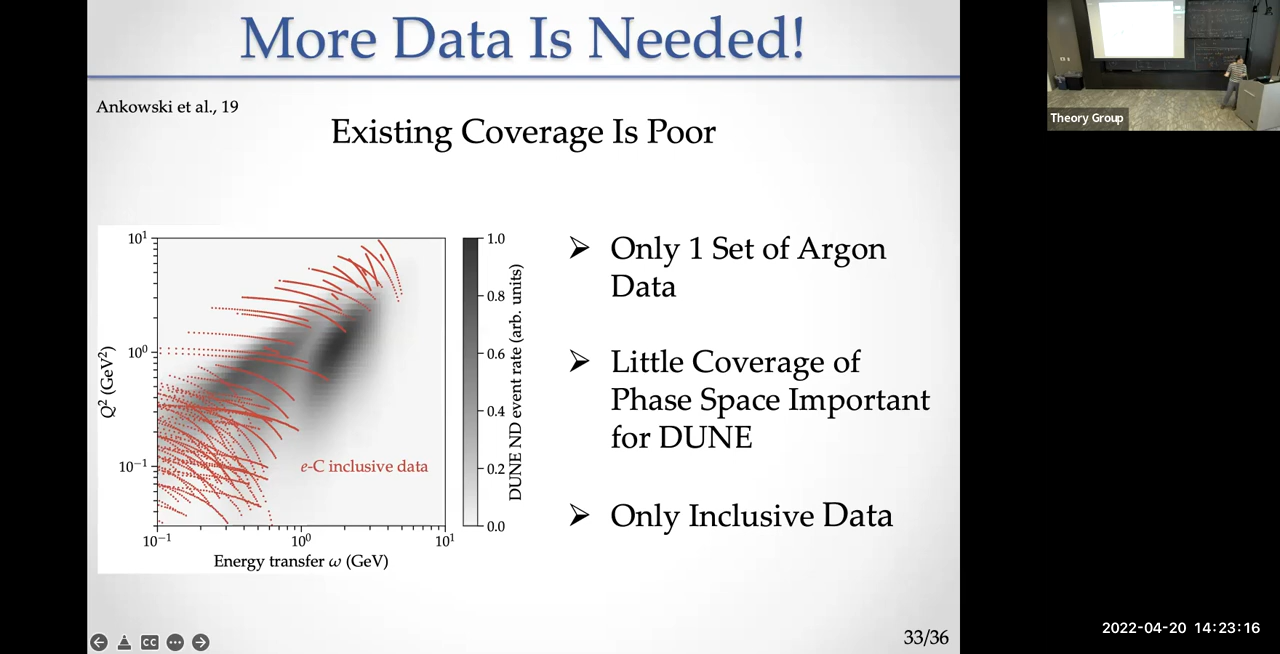 More Data Is Needed!
Ankowski et al., 19
Existing Coverage Is Poor
10¹
10⁰
10⁻¹
Q² (GeV²)
10⁻¹
10⁰
10¹
Energy transfer ω (GeV)
e-C inclusive data
1.0
0.8
0.6
0.4
0.2
0.0
DUNE ND event rate (arb. units)
➢ Only 1 Set of Argon
Data
➢ Little Coverage of
Phase Space Important
for DUNE
➢ Only Inclusive Data
CC
33/36
Theory Group
2022-04-20 14:23:16